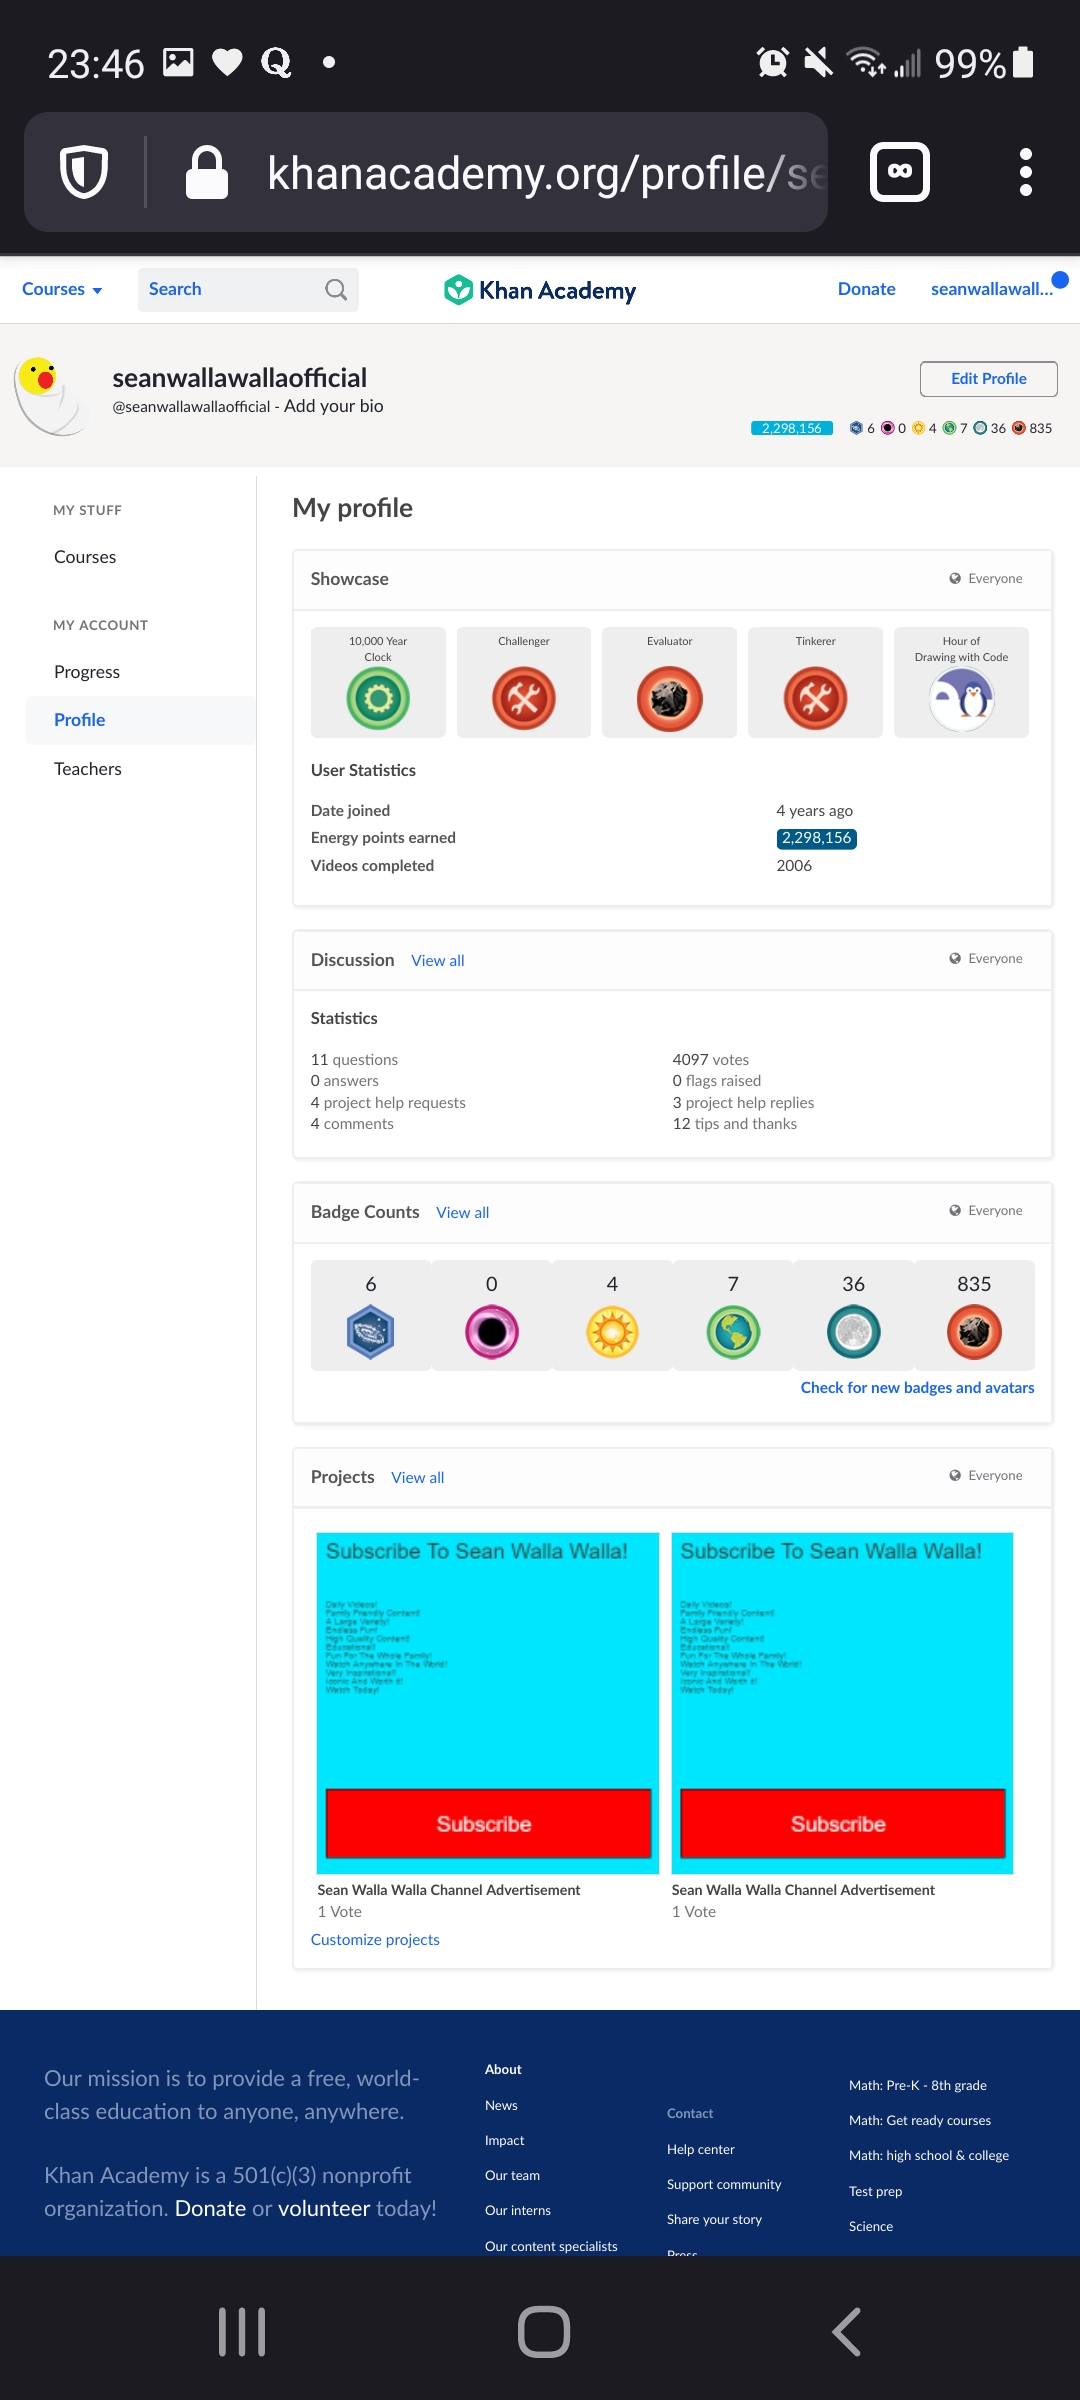 23:46
99%
khanacademy.org/profile/se
Courses
Search
Khan Academy
Donate
seanwallawall...
seanwallawallaofficial
@seanwallawallaofficial - Add your bio
Edit Profile
2,298,156
6 0 4 7 36 835
MY STUFF
Courses
MY ACCOUNT
Progress
Profile
Teachers
My profile
Showcase
Everyone
10,000 Year
Clock
Challenger
Evaluator
Tinkerer
Hour of
Drawing with Code
User Statistics
Date joined
4 years ago
Energy points earned
2,298,156
Videos completed
2006
Discussion View all
Everyone
Statistics
11 questions
0 answers
4 project help requests
4 comments
4097 votes
0 flags raised
3 project help replies
12 tips and thanks
Badge Counts View all
Everyone
6 0 4 7 36 835
Check for new badges and avatars
Projects View all
Everyone
Subscribe To Sean Walla Walla!
Daily Videos!
Family Friendly Content!
A Large Variety!
Endless Fun!
High Quality Content!
Educational!
Fun For The Whole Family!
Watch Anywhere In The World!
Very Inspirational!
Iconic And Worth It!
Watch Today!
Subscribe
Sean Walla Walla Channel Advertisement
1 Vote
Subscribe To Sean Walla Walla!
Daily Videos!
Family Friendly Content!
A Large Variety!
Endless Fun!
High Quality Content!
Educational!
Fun For The Whole Family!
Watch Anywhere In The World!
Very Inspirational!
Iconic And Worth It!
Watch Today!
Subscribe
Sean Walla Walla Channel Advertisement
1 Vote
Customize projects
Our mission is to provide a free, world-
class education to anyone, anywhere.
Khan Academy is a 501(c)(3) nonprofit
organization. Donate or volunteer today!
About
News
Impact
Our team
Our interns
Our content specialists
Contact
Help center
Support community
Share your story
Press
Math: Pre-K - 8th grade
Math: Get ready courses
Math: high school & college
Test prep
Science